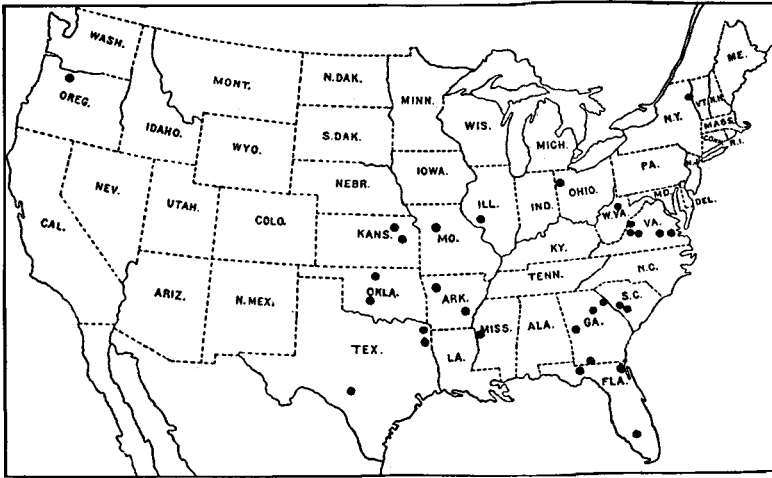 WASH.
OREG.
IDAHO.
MONT.
N.DAK.
S.DAK.
WYO.
NEBR.
MINN.
WIS.
MICH.
IOWA.
ILL.
IND.
OHIO.
N.Y.
VT.
N.H.
ME.
MASS.
CONN.
R.I.
PA.
N.J.
MD.
DEL.
NEV.
UTAH.
COLO.
CAL.
KANS.
MO.
KY.
W.VA.
VA.
TENN.
N.C.
ARIZ.
N.MEX.
OKLA.
ARK.
S.C.
TEX.
LA.
MISS.
ALA.
GA.
FLA.